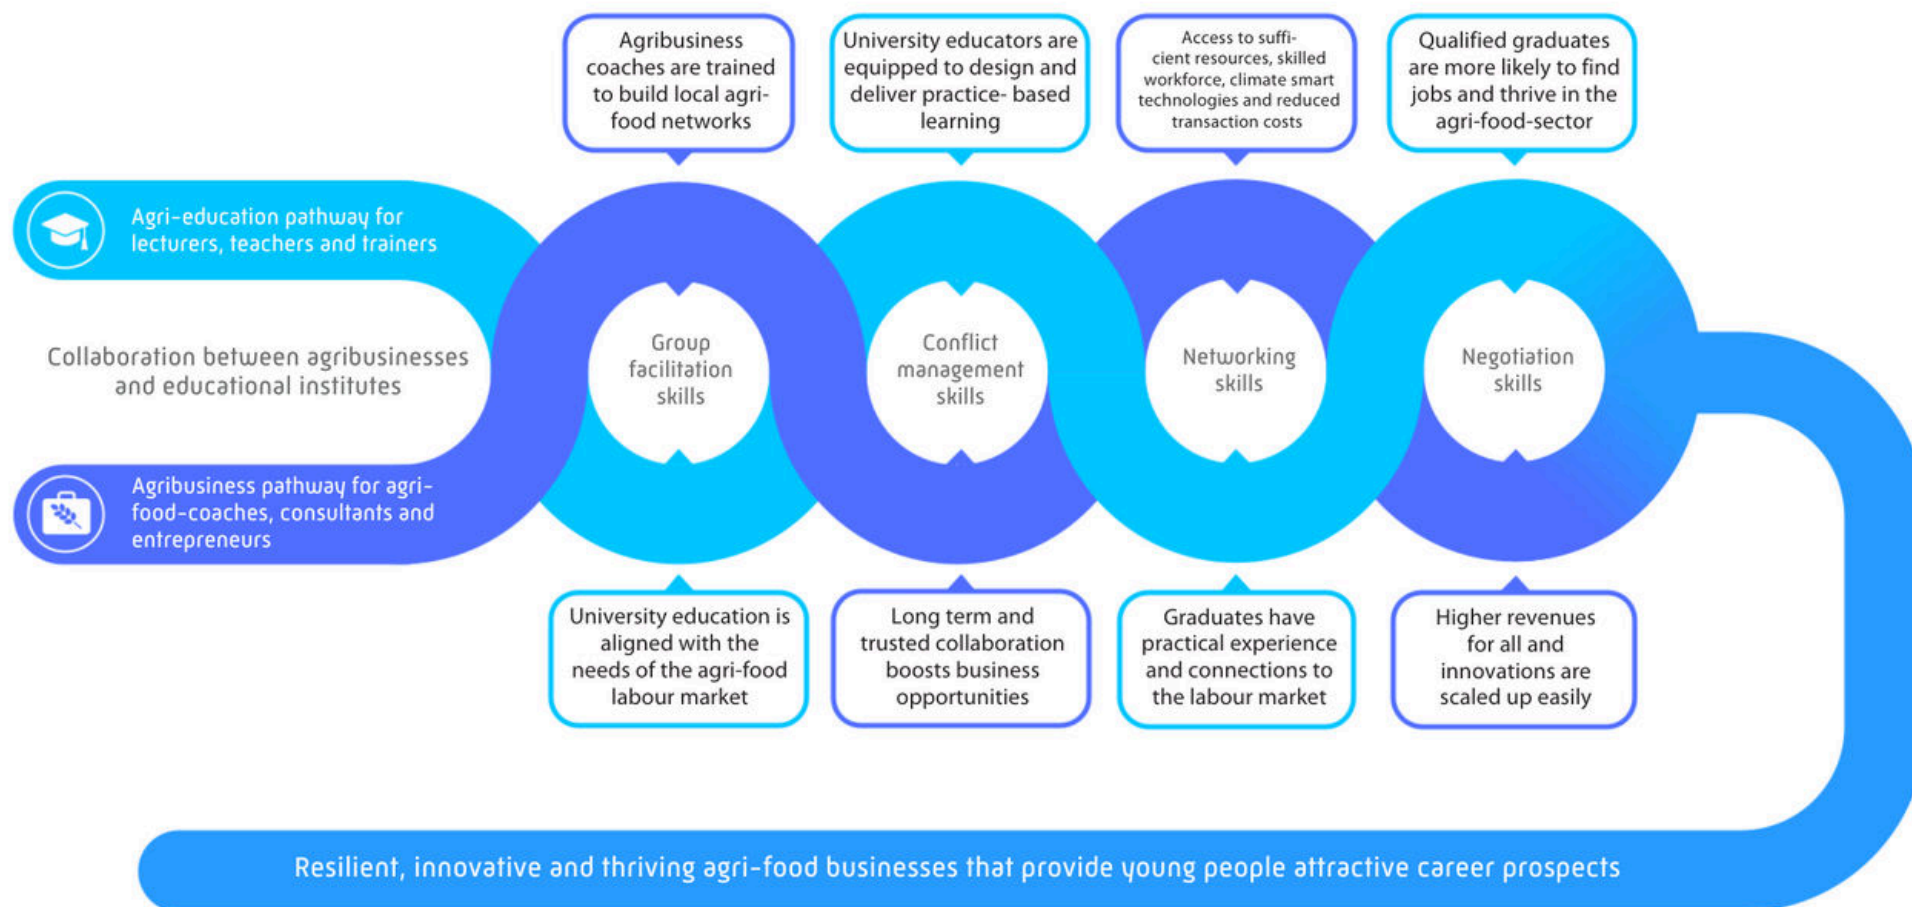 Agribusiness
coaches are trained
to build local agri-
food networks
University educators are
equipped to design and
deliver practice- based
learning
Access to suffi-
cient resources, skilled
workforce, climate smart
technologies and reduced
transaction costs
Qualified graduates
are more likely to find
jobs and thrive in the
agri-food-sector
Agri-education pathway for
lecturers, teachers and trainers
Collaboration between agribusinesses
and educational institutes
Agribusiness pathway for agri-
food-coaches, consultants and
entrepreneurs
Group
facilitation
skills
Conflict
management
skills
Networking
skills
Negotiation
skills
University education is
aligned with the
needs of the agri-food
labour market
Long term and
trusted collaboration
boosts business
opportunities
Graduates have
practical experience
and connections to
the labour market
Higher revenues
for all and
innovations are
scaled up easily
Resilient, innovative and thriving agri-food businesses that provide young people attractive career prospects